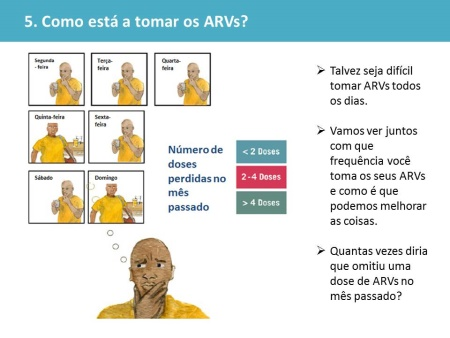 5. Como está a tomar os ARVs?
Segunda
- feira
Terça-
feira
Quarta-
feira
Quinta-feira
Sexta-
feira
Sábado
Domingo
Número de
doses
perdidas no
mês
passado
< 2 Doses
2-4 Doses
> 4 Doses
➢ Talvez seja difícil
tomar ARVs todos
os dias.
➢ Vamos ver juntos
com que
frequência você
toma os seus ARVs
e como é que
podemos melhorar
as coisas.
➢ Quantas vezes diria
que omitiu uma
dose de ARVs no
mês passado?